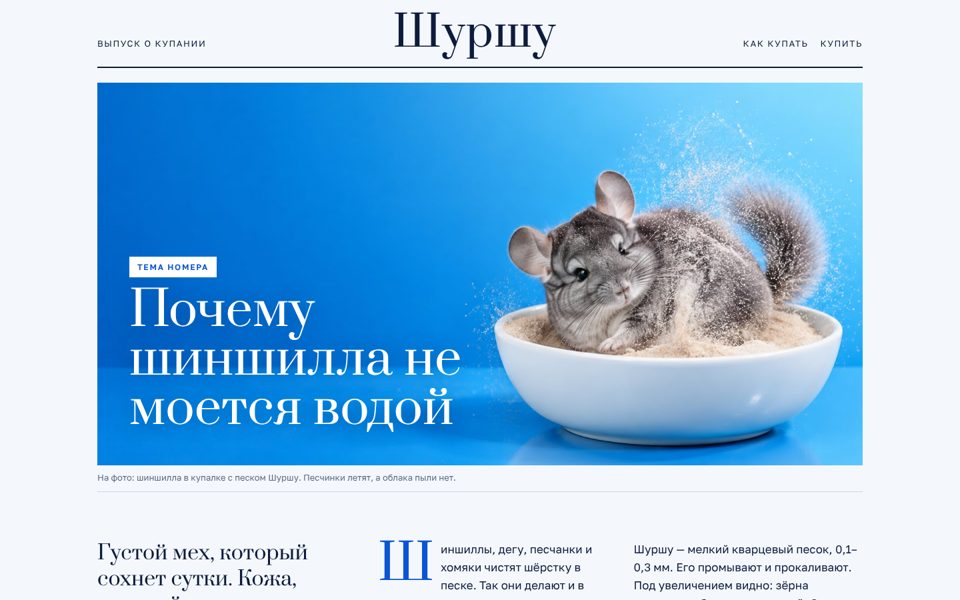 ВЫПУСК О КУПАНИИ
Шуршу
КАК КУПАТЬ КУПИТЬ
ТЕМА НОМЕРА
Почему
шиншилла не
моется водой
На фото: шиншилла в купалке с песком Шуршу. Песчинки летят, а облака пыли нет.
Густой мех, который
сохнет сутки. Кожа,
Шиншиллы, дегу, песчанки и
хомяки чистят шёрстку в
песке. Так они делают и в
Шуршу — мелкий кварцевый песок, 0,1–
0,3 мм. Его промывают и прокаливают.
Под увеличением видно: зёрна